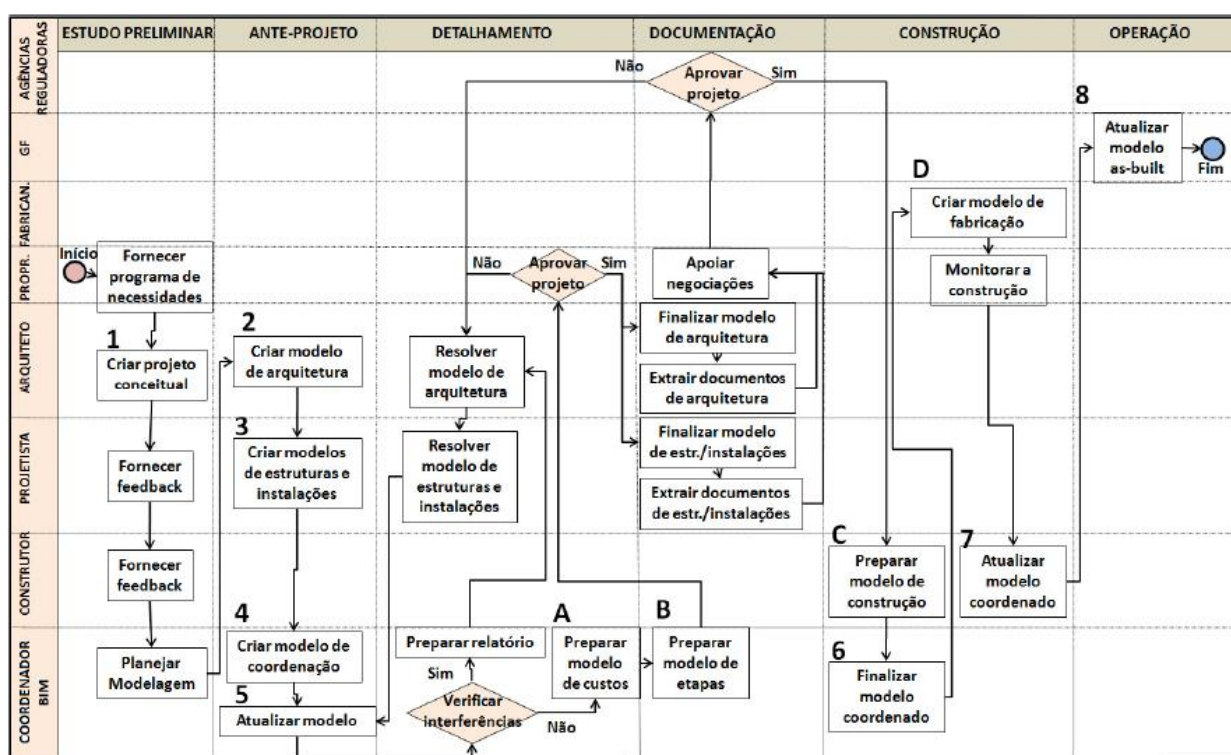 ESTUDO PRELIMINAR
ANTE-PROJETO
DETALHAMENTO
DOCUMENTAÇÃO
CONSTRUÇÃO
OPERAÇÃO
AGÊNCIAS
REGULADORAS
Não
Aprovar
projeto
Sim
GF
8
Atualizar
modelo
as-built
Fim
FABRICAN.
D
Criar modelo de
fabricação
PROPR.
Início
Fornecer
programa de
necessidades
Não
Aprovar
projeto
Sim
Apoiar
negociações
Monitorar a
construção
ARQUITETO
1
Criar projeto
conceitual
2
Criar modelo
de arquitetura
Resolver
modelo de
arquitetura
Finalizar modelo
de arquitetura
Extrair documentos
de arquitetura
PROJETISTA
Fornecer
feedback
3
Criar modelos
de estruturas e
instalações
Resolver
modelo de
estruturas e
instalações
Finalizar modelo
de estr./instalações
Extrair documentos
de estr./instalações
CONSTRUTOR
Fornecer
feedback
C
Preparar
modelo de
construção
7
Atualizar
modelo
coordenado
COORDENADOR
BIM
Planejar
Modelagem
4
Criar modelo de
coordenação
5
Atualizar modelo
Preparar relatório
Sim
Verificar
interferências
Não
A
Preparar
modelo
de custos
B
Preparar
modelo de
etapas
6
Finalizar
modelo
coordenado